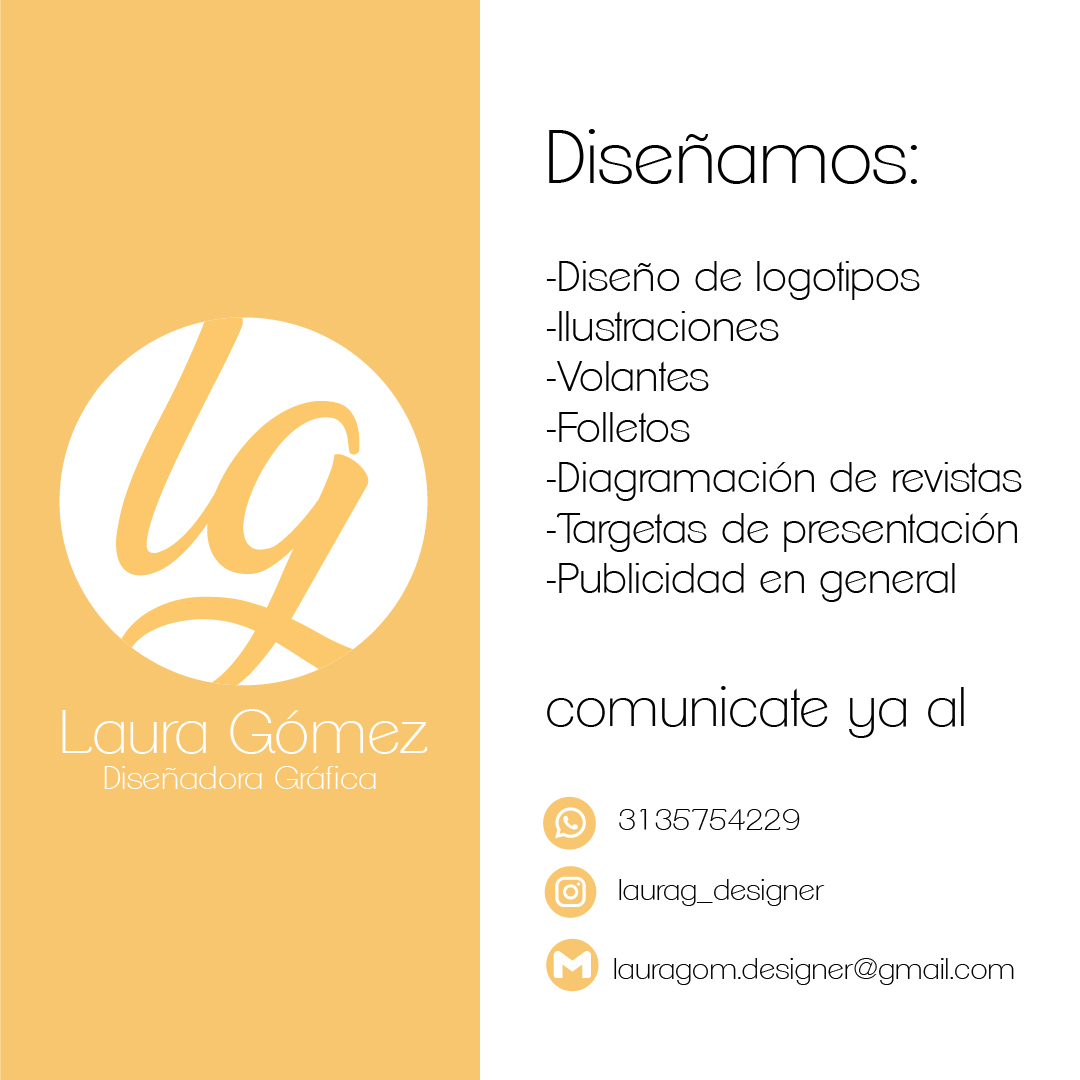 lg
Laura Gómez
Diseñadora Gráfica
Diseñamos:
-Diseño de logotipos
-Ilustraciones
-Volantes
-Folletos
-Diagramación de revistas
-Targetas de presentación
-Publicidad en general
comunicate ya al
3135754229
laurag_designer
lauragom.designer@gmail.com